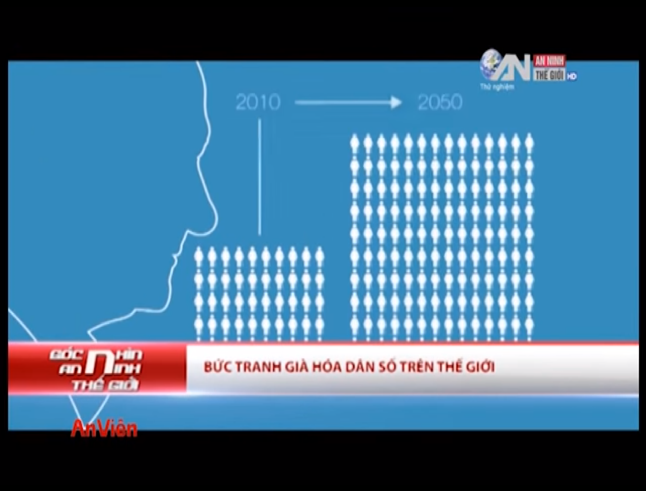 AN
AN NINH
THẾ GIỚI
HD
Thử nghiệm
2010
2050
GÓC NHÌN
AN NINH
THẾ GIỚI
BỨC TRANH GIÀ HÓA DÂN SỐ TRÊN THẾ GIỚI
AnViên